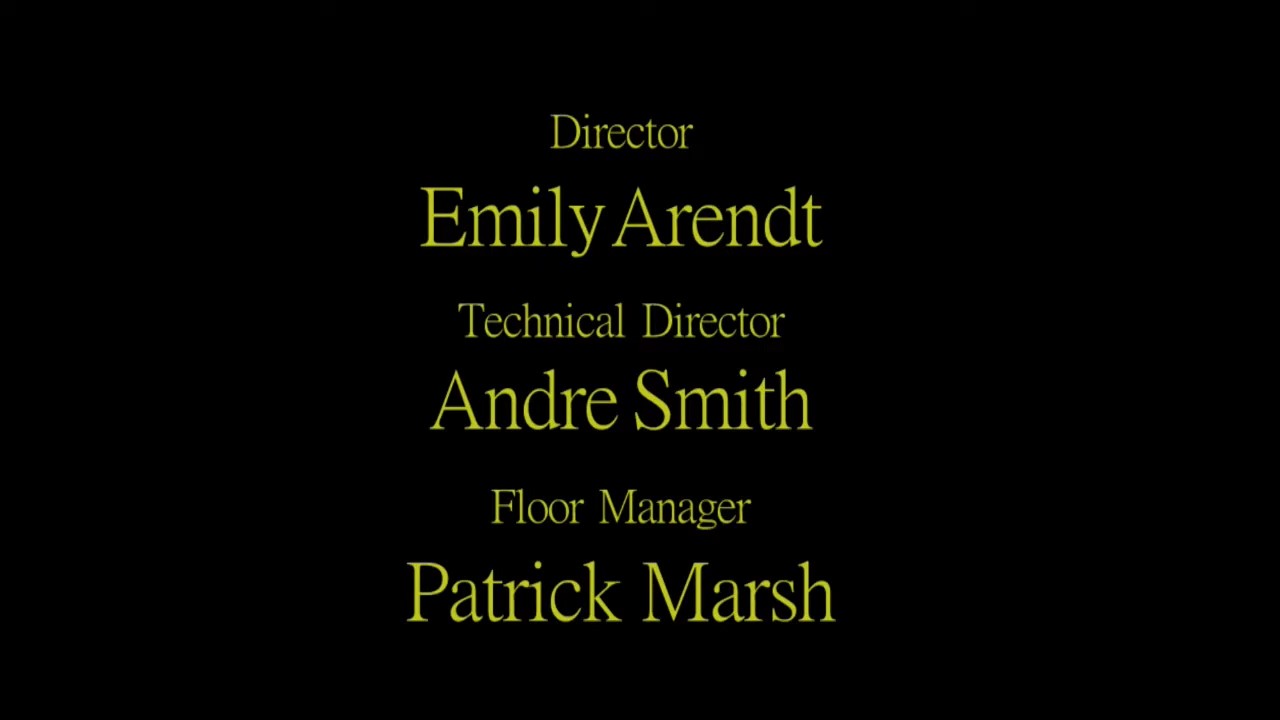 Director
Emily Arendt
Technical Director
Andre Smith
Floor Manager
Patrick Marsh